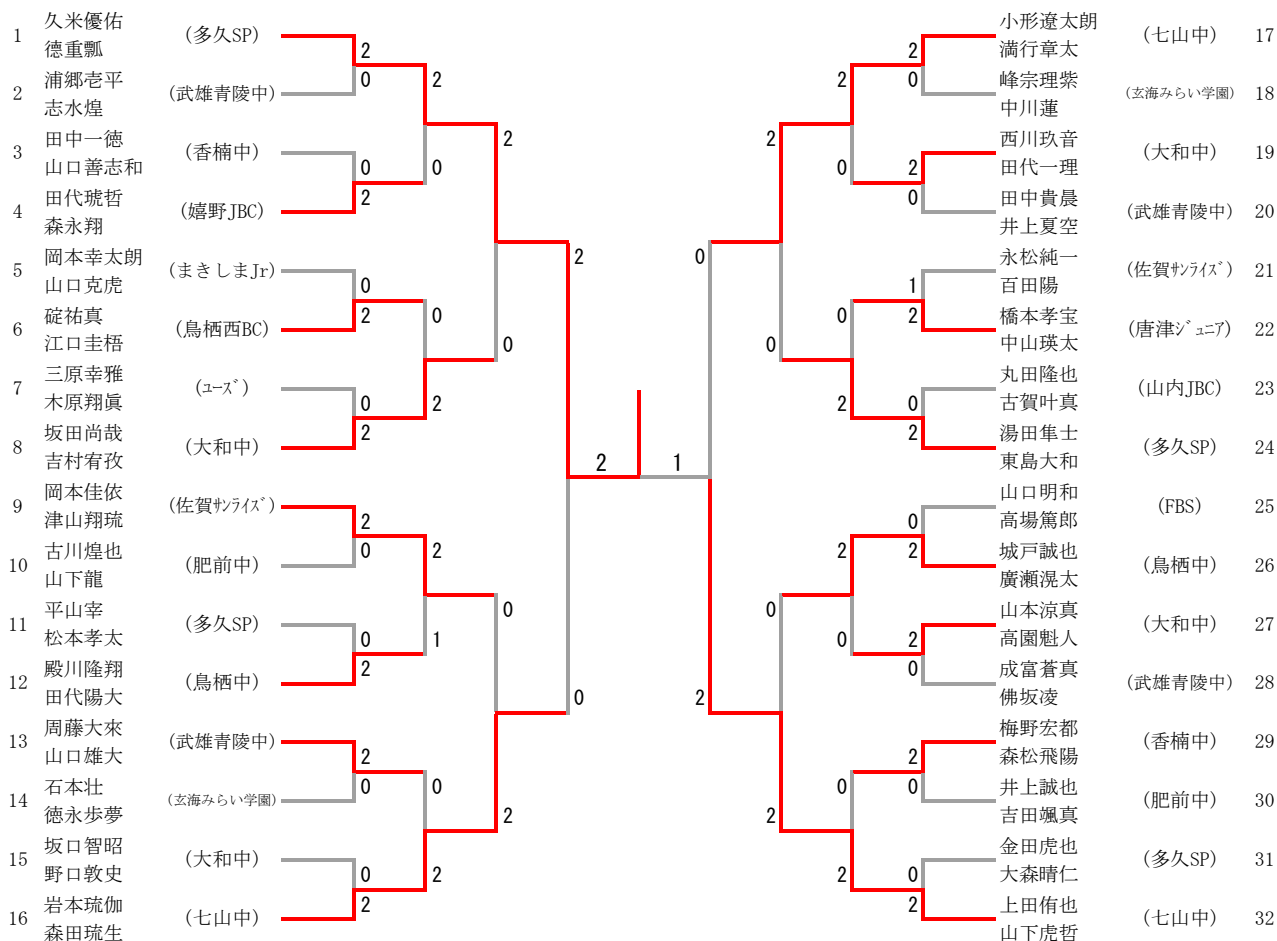 1 久米優佑 (多久SP)
德重瓢
2
0
2 浦郷壱平 (武雄青陵中)
志水煌
2
3 田中一徳 (香楠中)
山口善志和
0
2
0
4 田代琥哲 (嬉野JBC)
森永翔
2
5 岡本幸太朗 (まきしまJr)
山口克虎
0
2
6 碇祐真 (鳥栖西BC)
江口圭梧
0
7 三原幸雅 (ユーズ)
木原翔眞
0
2
2
8 坂田尚哉 (大和中)
吉村宥孜
0
2
9 岡本佳依 (佐賀サンライズ)
津山翔琉
2
0
10 古川煌也 (肥前中)
山下龍
2
11 平山宰 (多久SP)
松本孝太
0
2
1
12 殿川隆翔 (鳥栖中)
田代陽大
0
13 周藤大來 (武雄青陵中)
山口雄大
2
0
14 石本壮 (玄海みらい学園)
徳永歩夢
0
15 坂口智昭 (大和中)
野口敦史
0
2
2
16 岩本琉伽 (七山中)
森田琉生
2
0
2 1
小形遼太朗 (七山中) 17
満行章太
2
0
峰宗理紫 (玄海みらい学園) 18
中川蓮
2
西川玖音 (大和中) 19
田代一理
2
0
0
田中貴晨 (武雄青陵中) 20
井上夏空
2
永松純一 (佐賀サンライズ) 21
百田陽
1
2
橋本孝宝 (唐津ジュニア) 22
中山瑛太
0
丸田隆也 (山内JBC) 23
古賀叶真
0
2
2
湯田隼士 (多久SP) 24
東島大和
0
0
山口明和 (FBS) 25
高場篤郎
0
2
城戸誠也 (鳥栖中) 26
廣瀬滉太
2
山本涼真 (大和中) 27
高園魁人
2
0
0
成富蒼真 (武雄青陵中) 28
佛坂凌
0
梅野宏都 (香楠中) 29
森松飛陽
2
0
井上誠也 (肥前中) 30
吉田颯真
0
金田虎也 (多久SP) 31
大森晴仁
0
2
2
上田侑也 (七山中) 32
山下虎哲
2
2